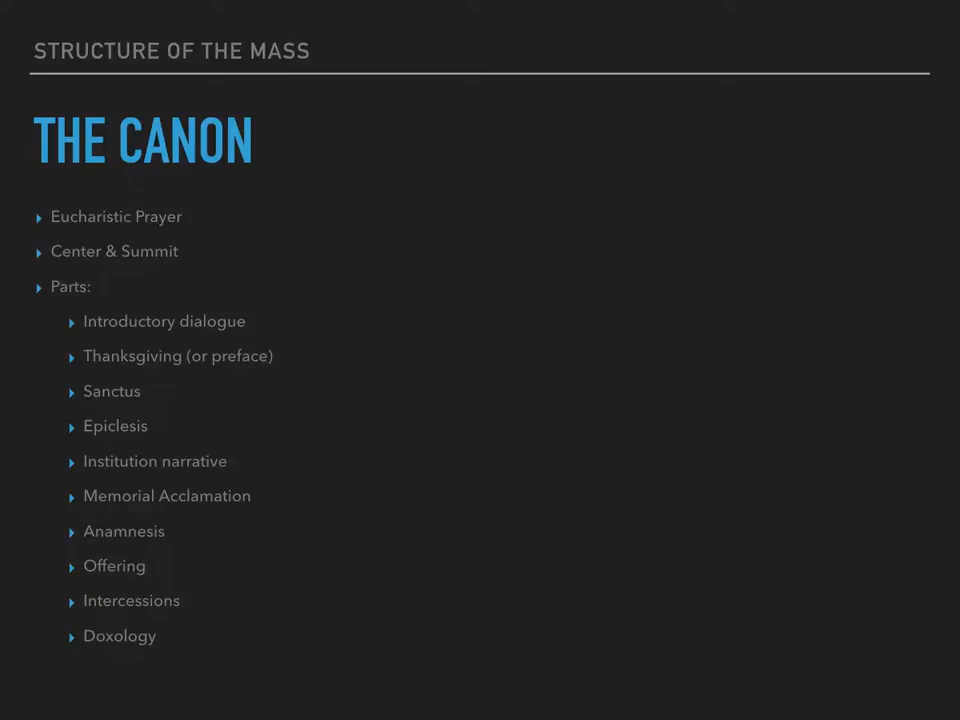 STRUCTURE OF THE MASS
THE CANON
Eucharistic Prayer
Center & Summit
Parts:
Introductory dialogue
Thanksgiving (or preface)
Sanctus
Epiclesis
Institution narrative
Memorial Acclamation
Anamnesis
Offering
Intercessions
Doxology